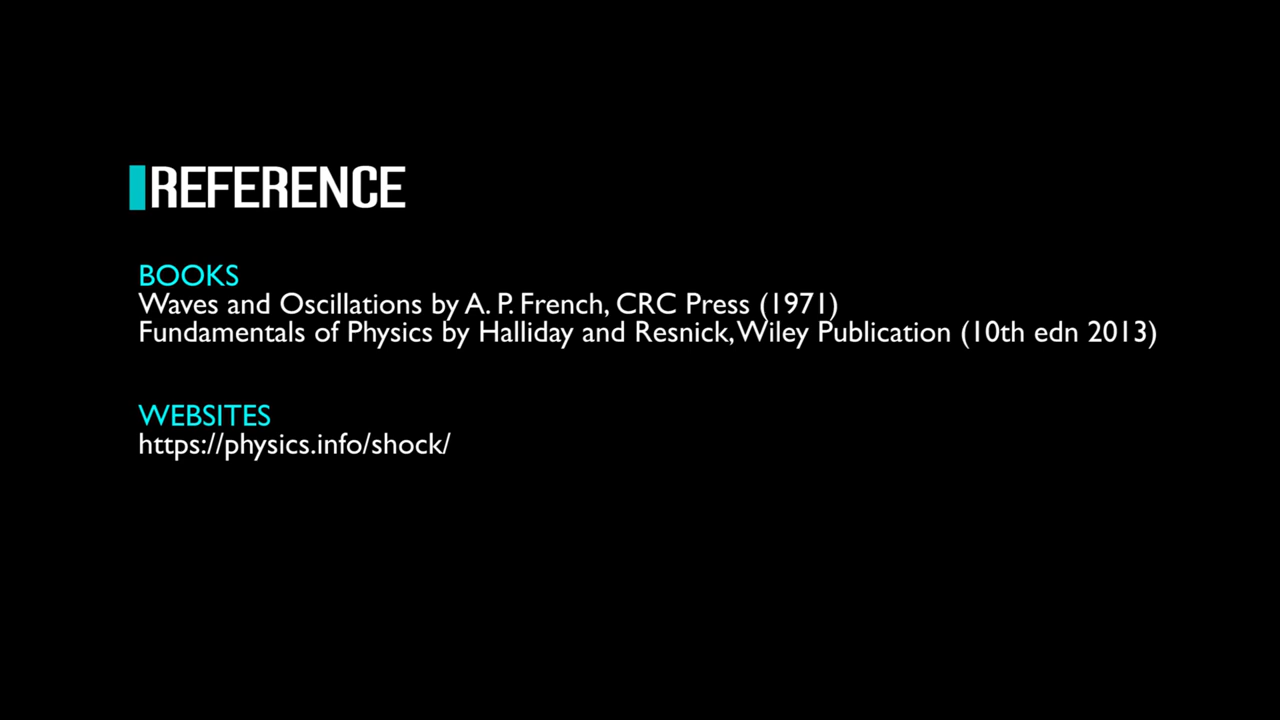 REFERENCE
BOOKS
Waves and Oscillations by A. P. French, CRC Press (1971)
Fundamentals of Physics by Halliday and Resnick, Wiley Publication (10th edn 2013)
WEBSITES
https://physics.info/shock/